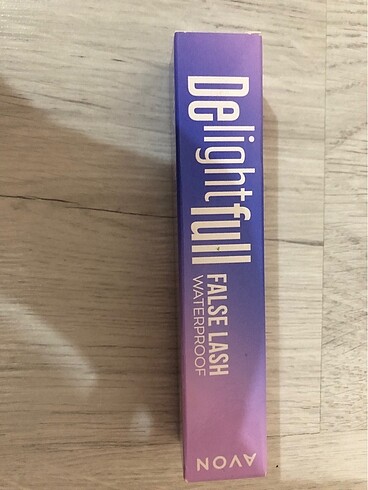 Delightfull
FALSE LASH
WATERPROOF
AVON